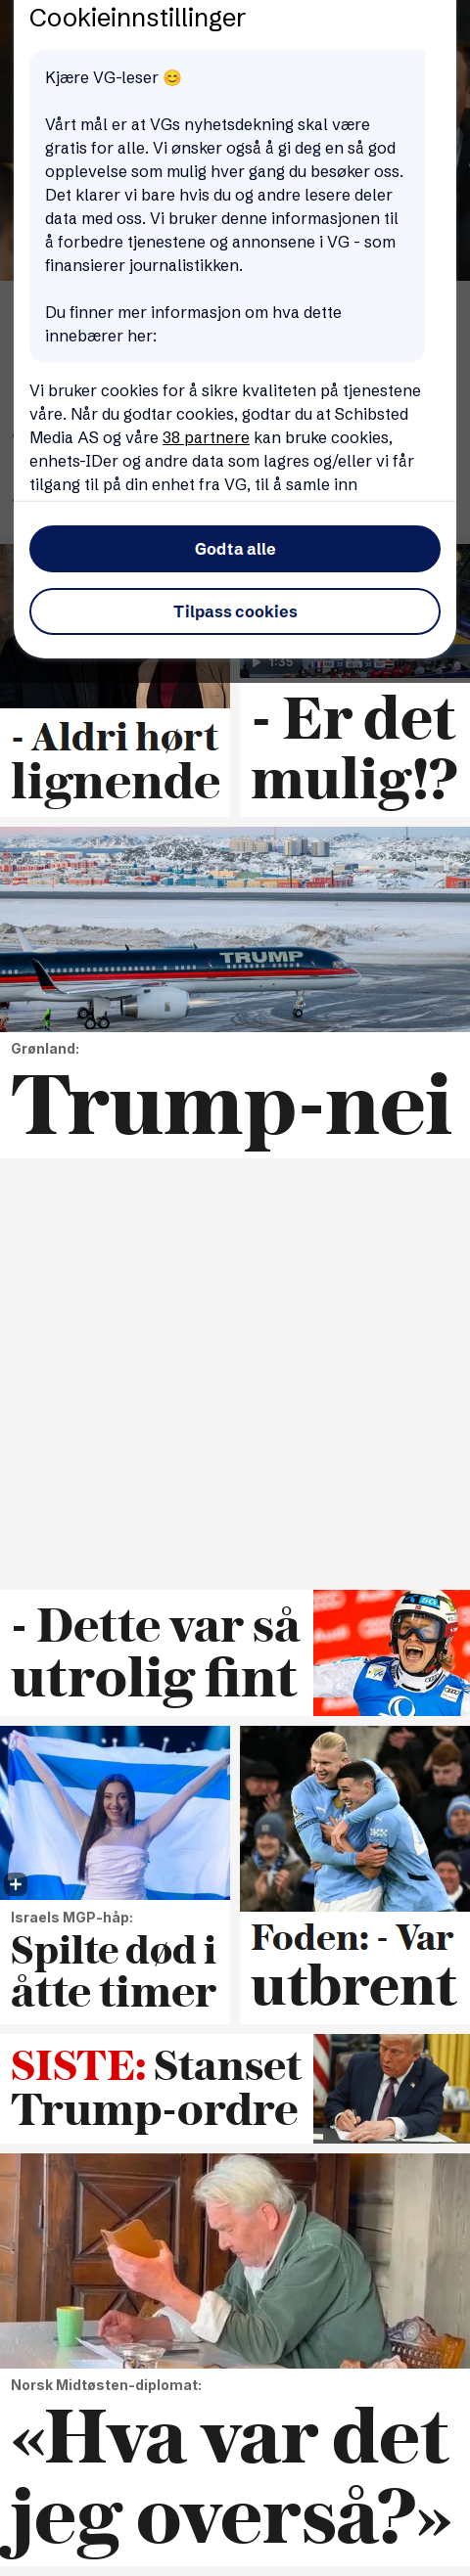 Cookieinnstillinger
Kjære VG-leser 😊
Vårt mål er at VGs nyhetsdekning skal være
gratis for alle. Vi ønsker også å gi deg en så god
opplevelse som mulig hver gang du besøker oss.
Det klarer vi bare hvis du og andre lesere deler
data med oss. Vi bruker denne informasjonen til
å forbedre tjenestene og annonsene i VG - som
finansierer journalistikken.
Du finner mer informasjon om hva dette
innebærer her:
Vi bruker cookies for å sikre kvaliteten på tjenestene
våre. Når du godtar cookies, godtar du at Schibsted
Media AS og våre 38 partnere kan bruke cookies,
enhets-IDer og andre data som lagres og/eller vi får
tilgang til på din enhet fra VG, til å samle inn
Godta alle
Tilpass cookies
1:35
- Aldri hørt
lignende
- Er det
mulig!?
TRUMP
Grønland:
Trump-nei
- Dette var så
utrolig fint
Israels MGP-håp:
Spilte død i
åtte timer
Foden: - Var
utbrent
SISTE: Stanset
Trump-ordre
Norsk Midtøsten-diplomat:
«Hva var det
jeg overså?»